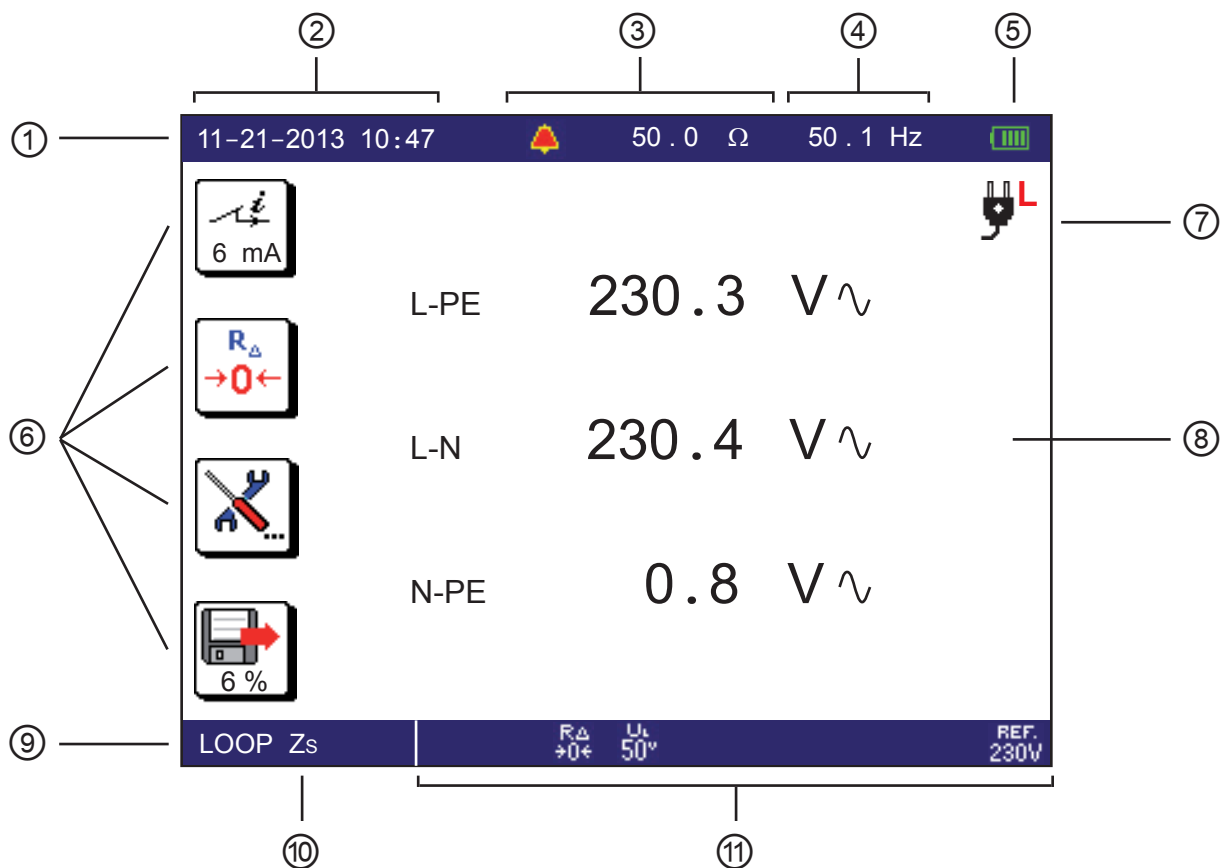 ② ③ ④ ⑤
① 11-21-2013 10:47 50.0 Ω 50.1 Hz
i
6 mA
L ⑦
L-PE 230.3 V
RΔ
→0←
⑥ L-N 230.4 V ⑧
...
N-PE 0.8 V
6 %
⑨ LOOP Zs RΔ →0← UL 50V REF. 230V
⑩ ⑪